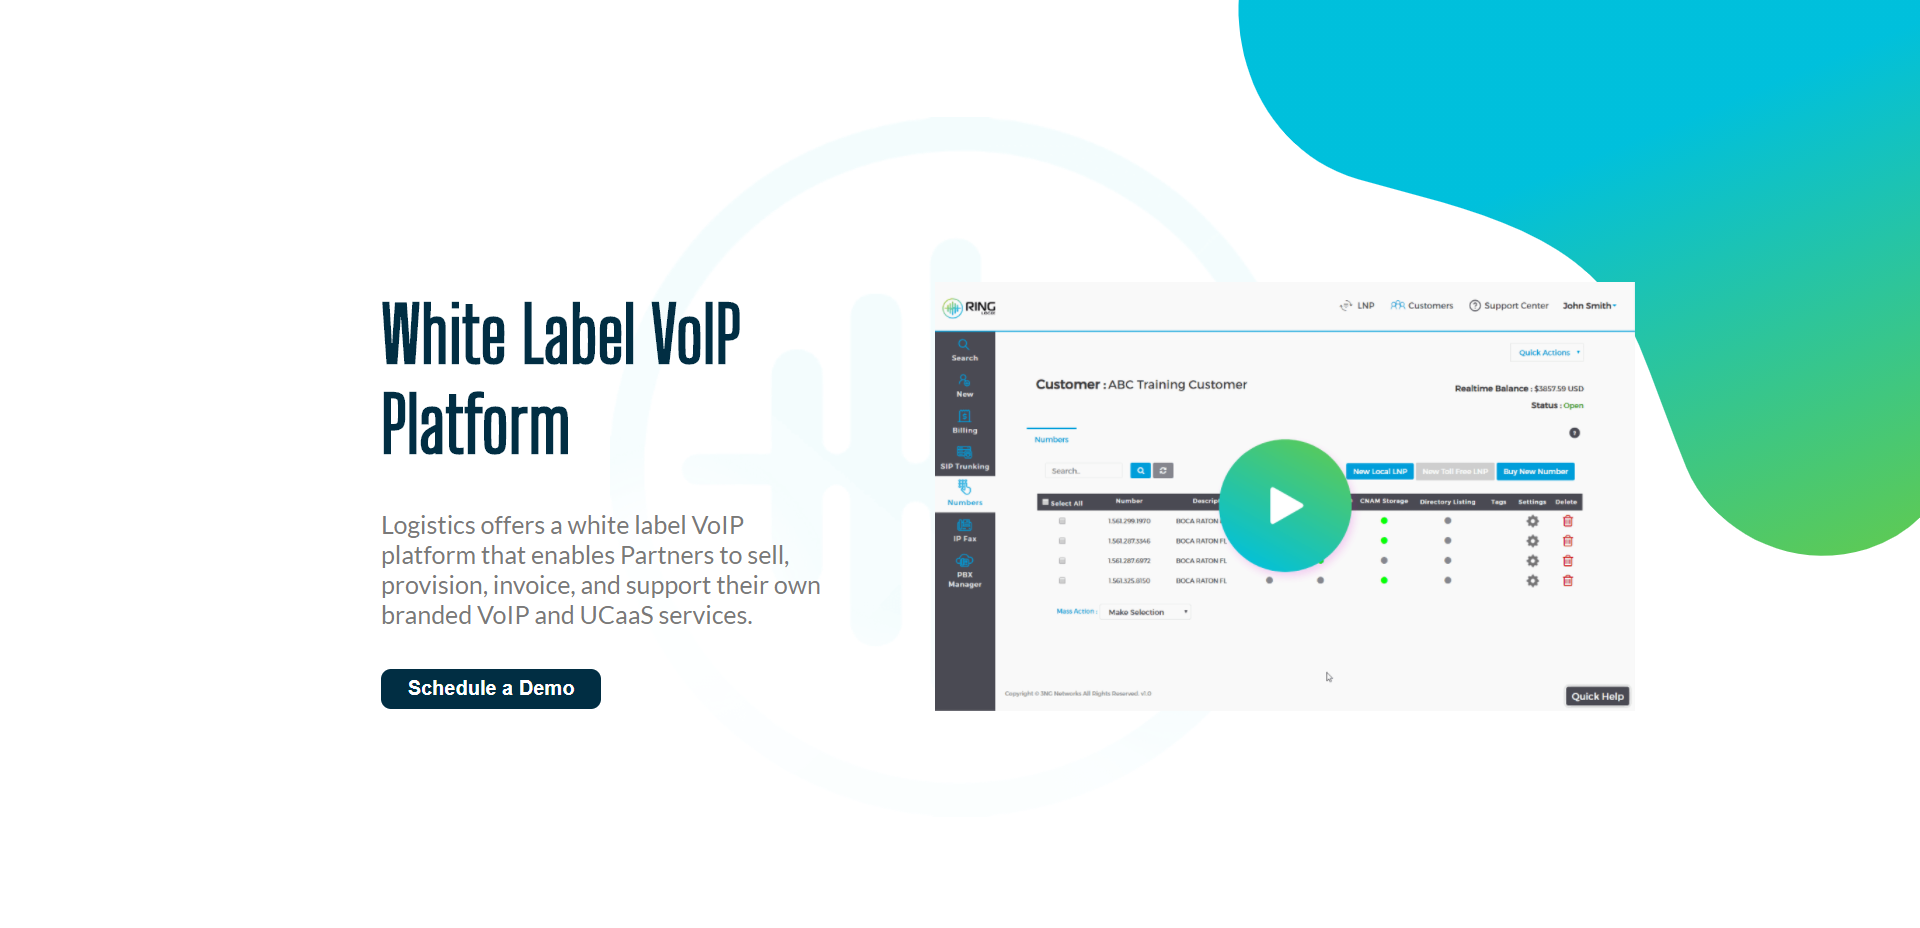 White Label VoIP
Platform
Logistics offers a white label VoIP
platform that enables Partners to sell,
provision, invoice, and support their own
branded VoIP and UCaaS services.
Schedule a Demo
RING
LNP Customers Support Center John Smith
Search
New
Billing
SIP Trunking
Numbers
IP Fax
PBX
Manager
Quick Actions
Customer : ABC Training Customer
Realtime Balance : $3857.59 USD
Status : Open
Numbers
Search..
New Local LNP New Toll Free LNP Buy New Number
Select All Number CNAM Storage Directory Listing Tags Settings Delete
1.561.299.1970 BOCA RATON
1.561.287.3346 BOCA RATON FL
1.561.287.6972 BOCA RATON FL
1.561.325.8150 BOCA RATON FL
Mass Action : Make Selection
Copyright © Networks All Rights Reserved. v1.0
Quick Help